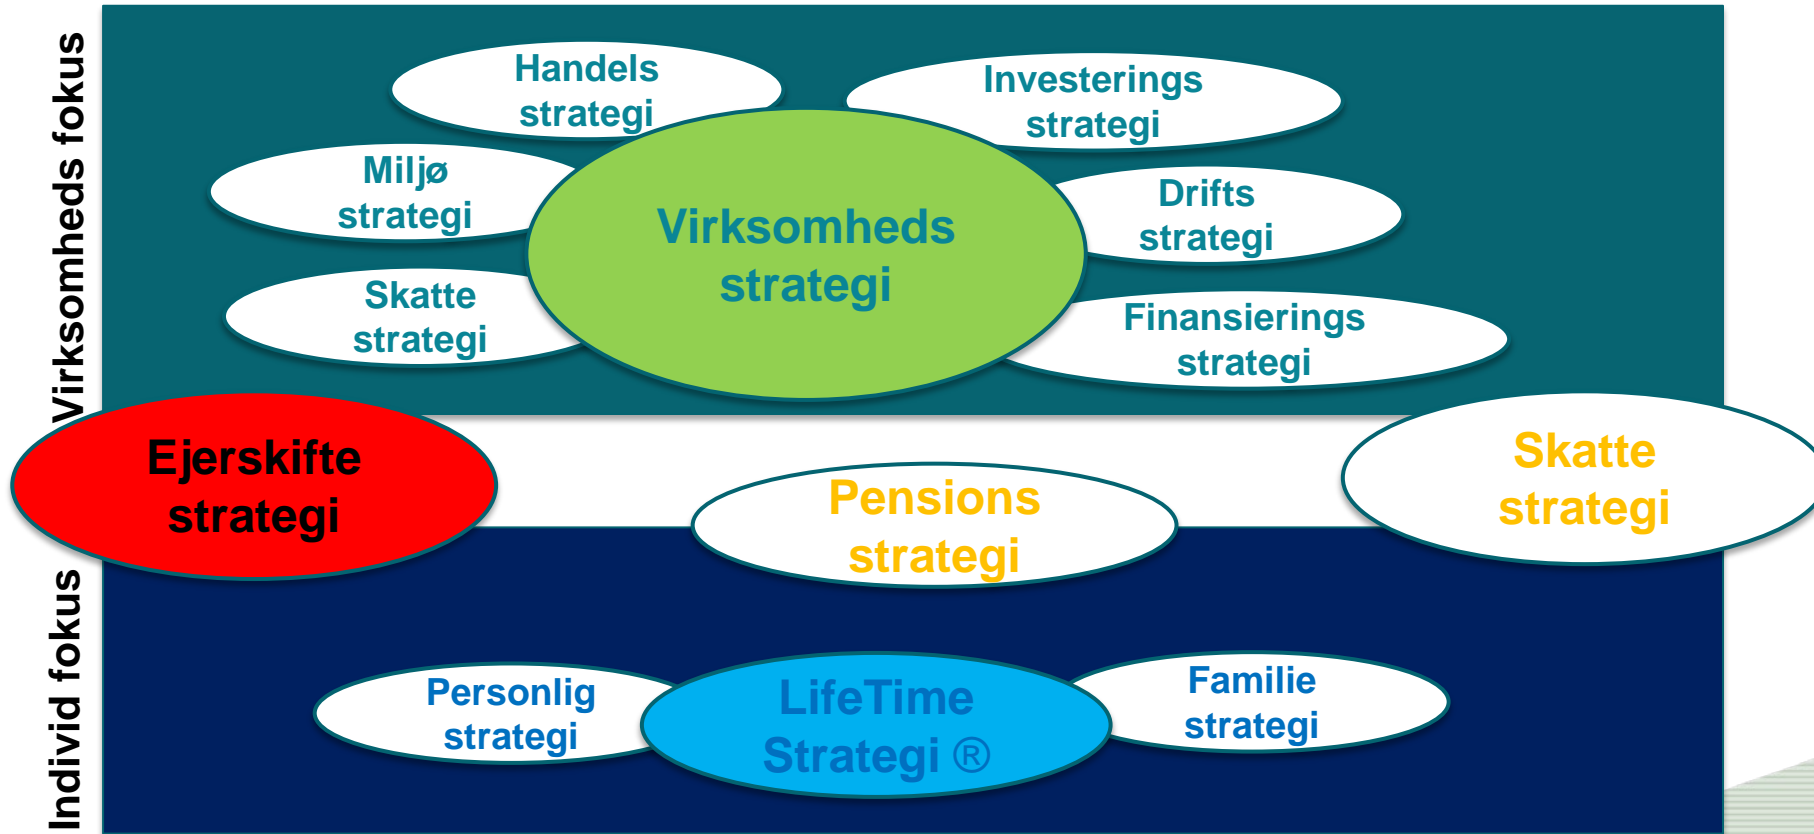 Virksomheds fokus
Handels
strategi
Investerings
strategi
Miljø
strategi
Drifts
strategi
Virksomheds
strategi
Skatte
strategi
Finansierings
strategi
Ejerskifte
strategi
Pensions
strategi
Skatte
strategi
Individ fokus
Personlig
strategi
LifeTime
Strategi ®
Familie
strategi